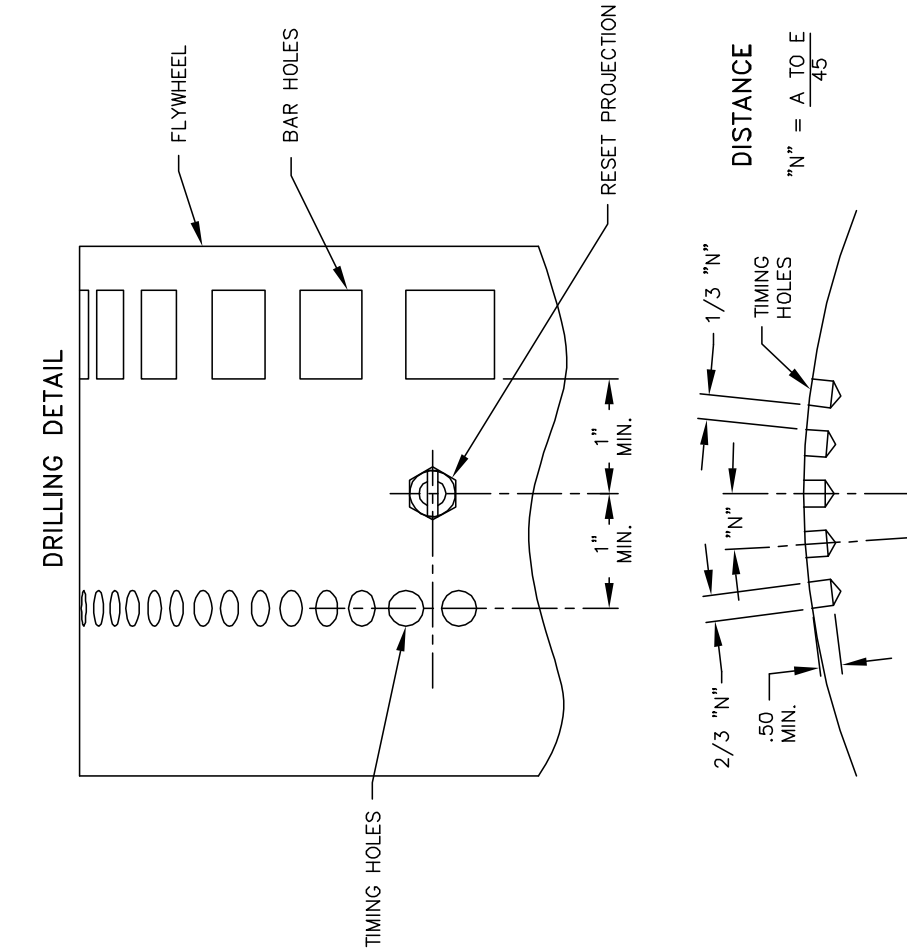 DRILLING DETAIL
FLYWHEEL
BAR HOLES
RESET PROJECTION
TIMING HOLES
1"
MIN.
1"
MIN.
DISTANCE
"N" = A TO E
45
2/3 "N"
"N"
1/3 "N"
TIMING
HOLES
.50
MIN.